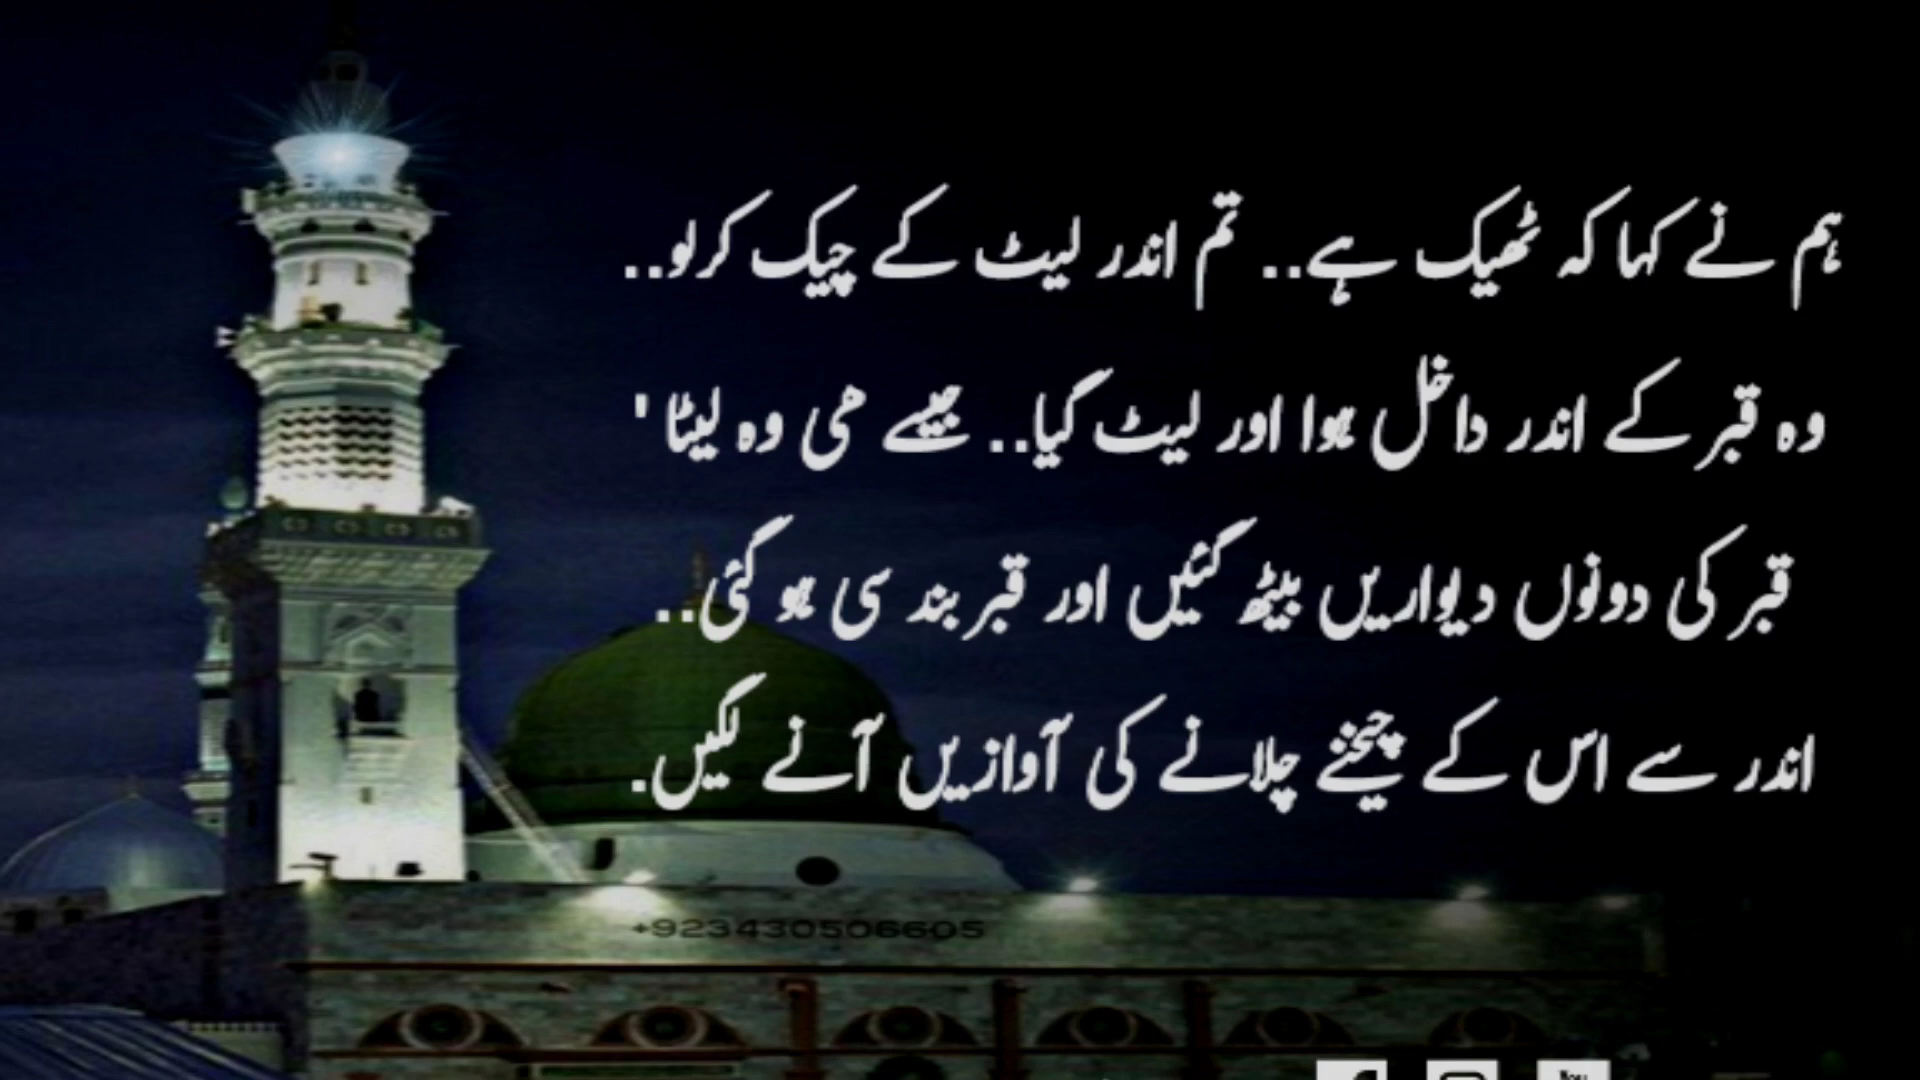 ہم نے کہا کہ ٹھیک ہے.. تم اندر لیٹ کے چیک کرلو..
وہ قبر کے اندر داخل ہوا اور لیٹ گیا.. جیسے ھی وہ لیٹا '
قبر کی دونوں دیواریں بیٹھ گئیں اور قبر بند سی ہو گئی..
اندر سے اس کے چیخنے چلانے کی آوازیں آنے لگیں.
+923430506605
You